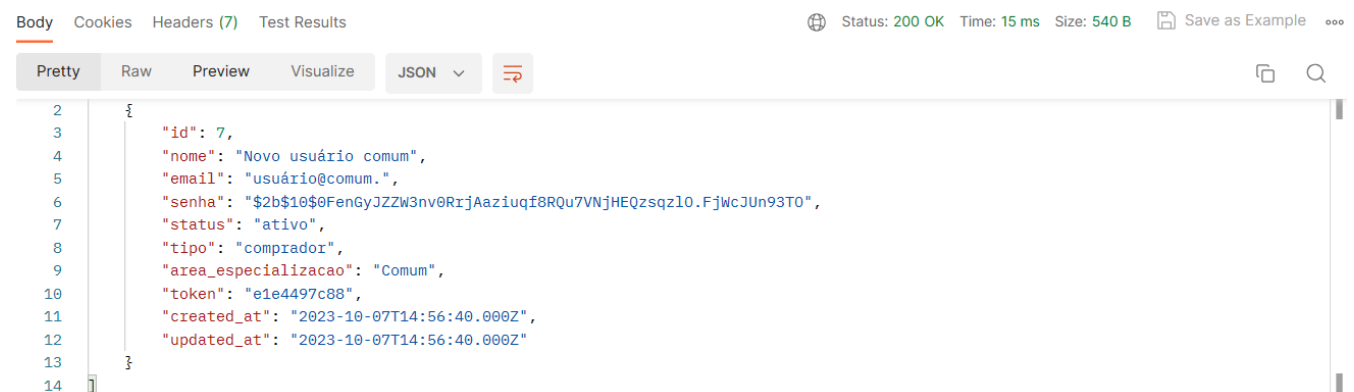 Body Cookies Headers (7) Test Results Status: 200 OK Time: 15 ms Size: 540 B Save as Example
Pretty Raw Preview Visualize JSON
2 {
3 "id": 7,
4 "nome": "Novo usuário comum",
5 "email": "usuário@comum.",
6 "senha": "$2b$10$0FenGyJZZW3nv0RrjAaziuqf8RQu7VNjHEQzsqzlO.FjWcJUn93TO",
7 "status": "ativo",
8 "tipo": "comprador",
9 "area_especializacao": "Comum",
10 "token": "e1e4497c88",
11 "created_at": "2023-10-07T14:56:40.000Z",
12 "updated_at": "2023-10-07T14:56:40.000Z"
13 }
14 ]